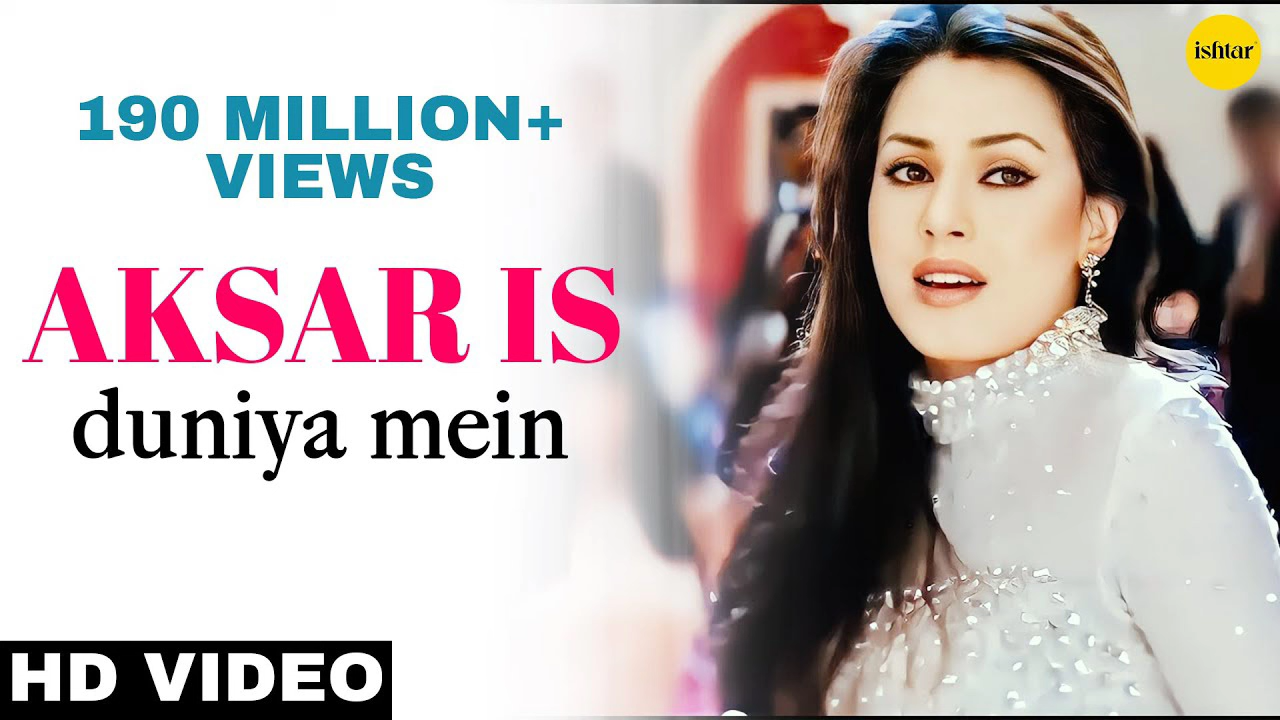 190 MILLION+
VIEWS
AKSAR IS
duniya mein
HD VIDEO
ishtar